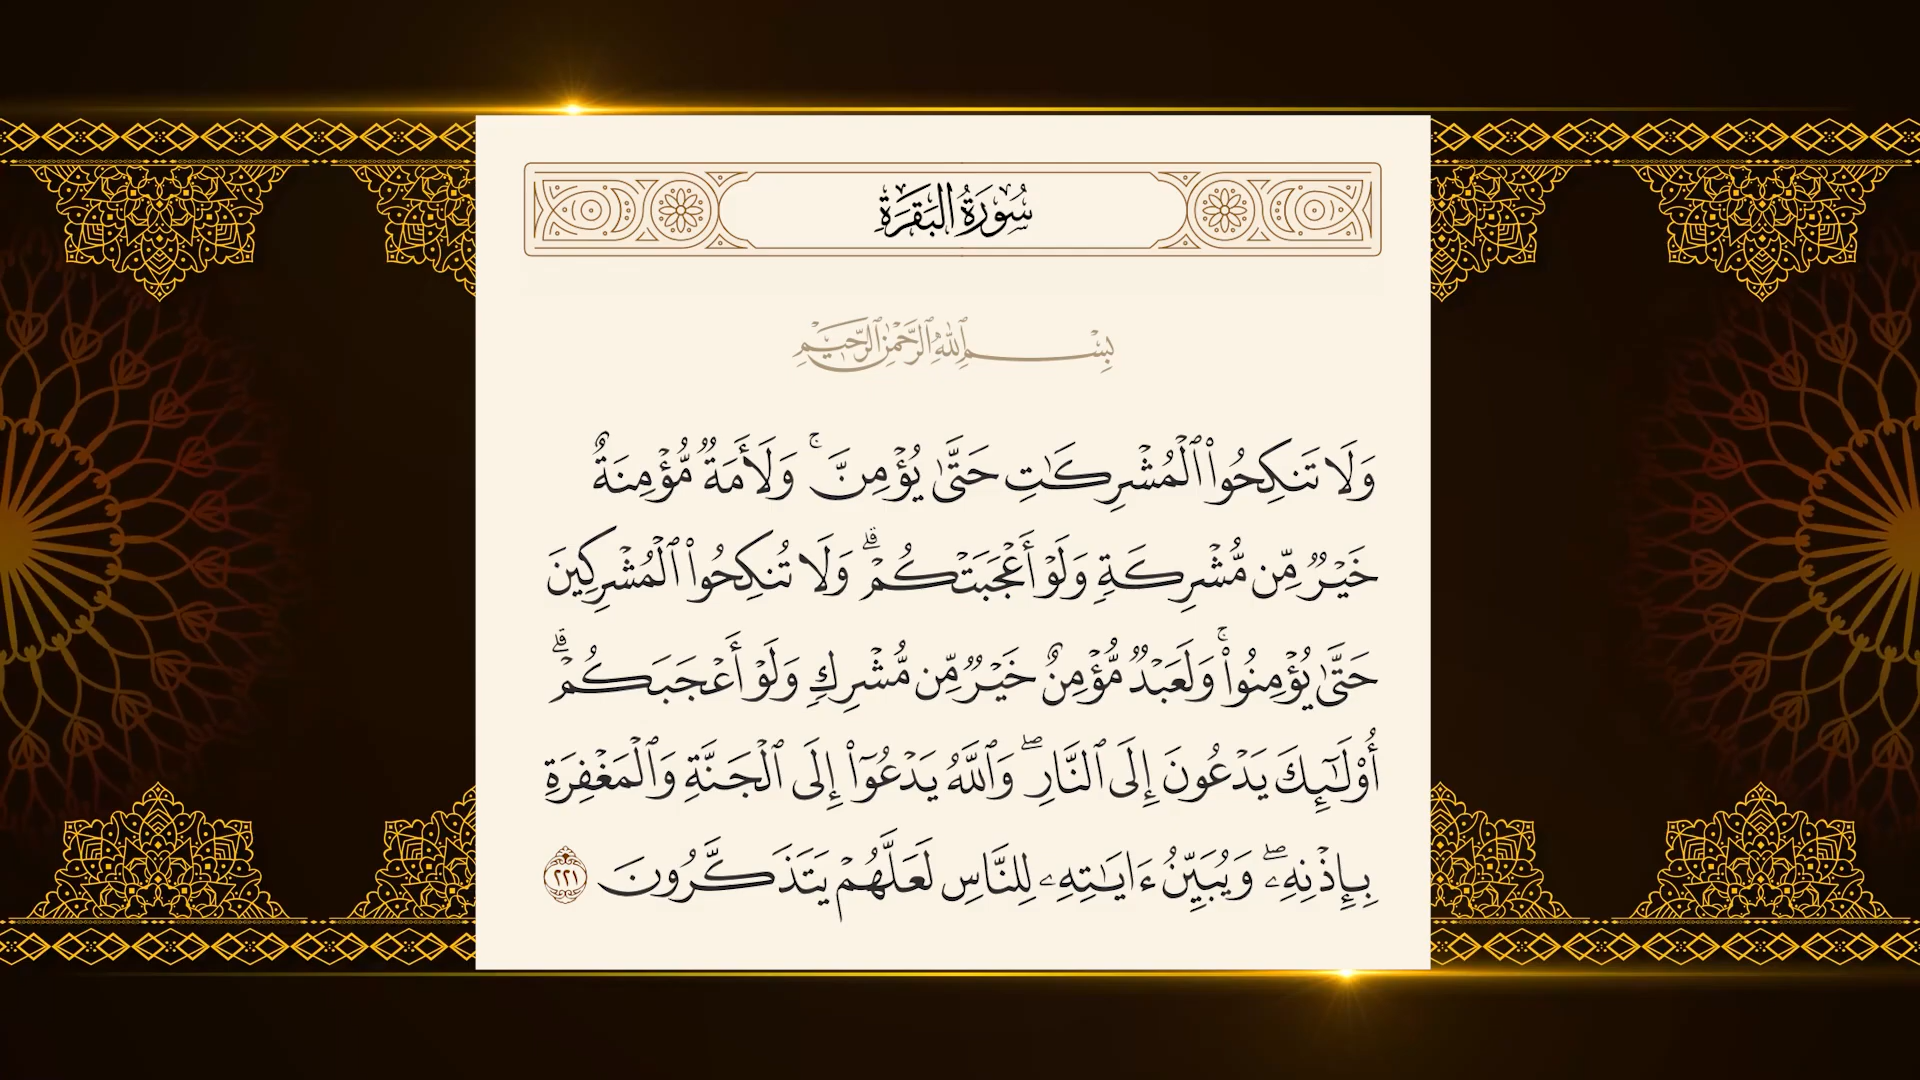 سُورَةُ البَقَرَةِ
بِسْمِ ٱللَّهِ ٱلرَّحْمَٰنِ ٱلرَّحِيمِ
وَلَا تَنكِحُوا۟ ٱلْمُشْرِكَٰتِ حَتَّىٰ يُؤْمِنَّ ۚ وَلَأَمَةٌ مُّؤْمِنَةٌ
خَيْرٌ مِّن مُّشْرِكَةٍ وَلَوْ أَعْجَبَتْكُمْ ۗ وَلَا تُنكِحُوا۟ ٱلْمُشْرِكِينَ
حَتَّىٰ يُؤْمِنُوا۟ ۚ وَلَعَبْدٌ مُّؤْمِنٌ خَيْرٌ مِّن مُّشْرِكٍ وَلَوْ أَعْجَبَكُمْ ۗ
أُو۟لَٰٓئِكَ يَدْعُونَ إِلَى ٱلنَّارِ ۖ وَٱللَّهُ يَدْعُوٓا۟ إِلَى ٱلْجَنَّةِ وَٱلْمَغْفِرَةِ
بِإِذْنِهِۦ ۖ وَيُبَيِّنُ ءَايَٰتِهِۦ لِلنَّاسِ لَعَلَّهُمْ يَتَذَكَّرُونَ ٢٢١